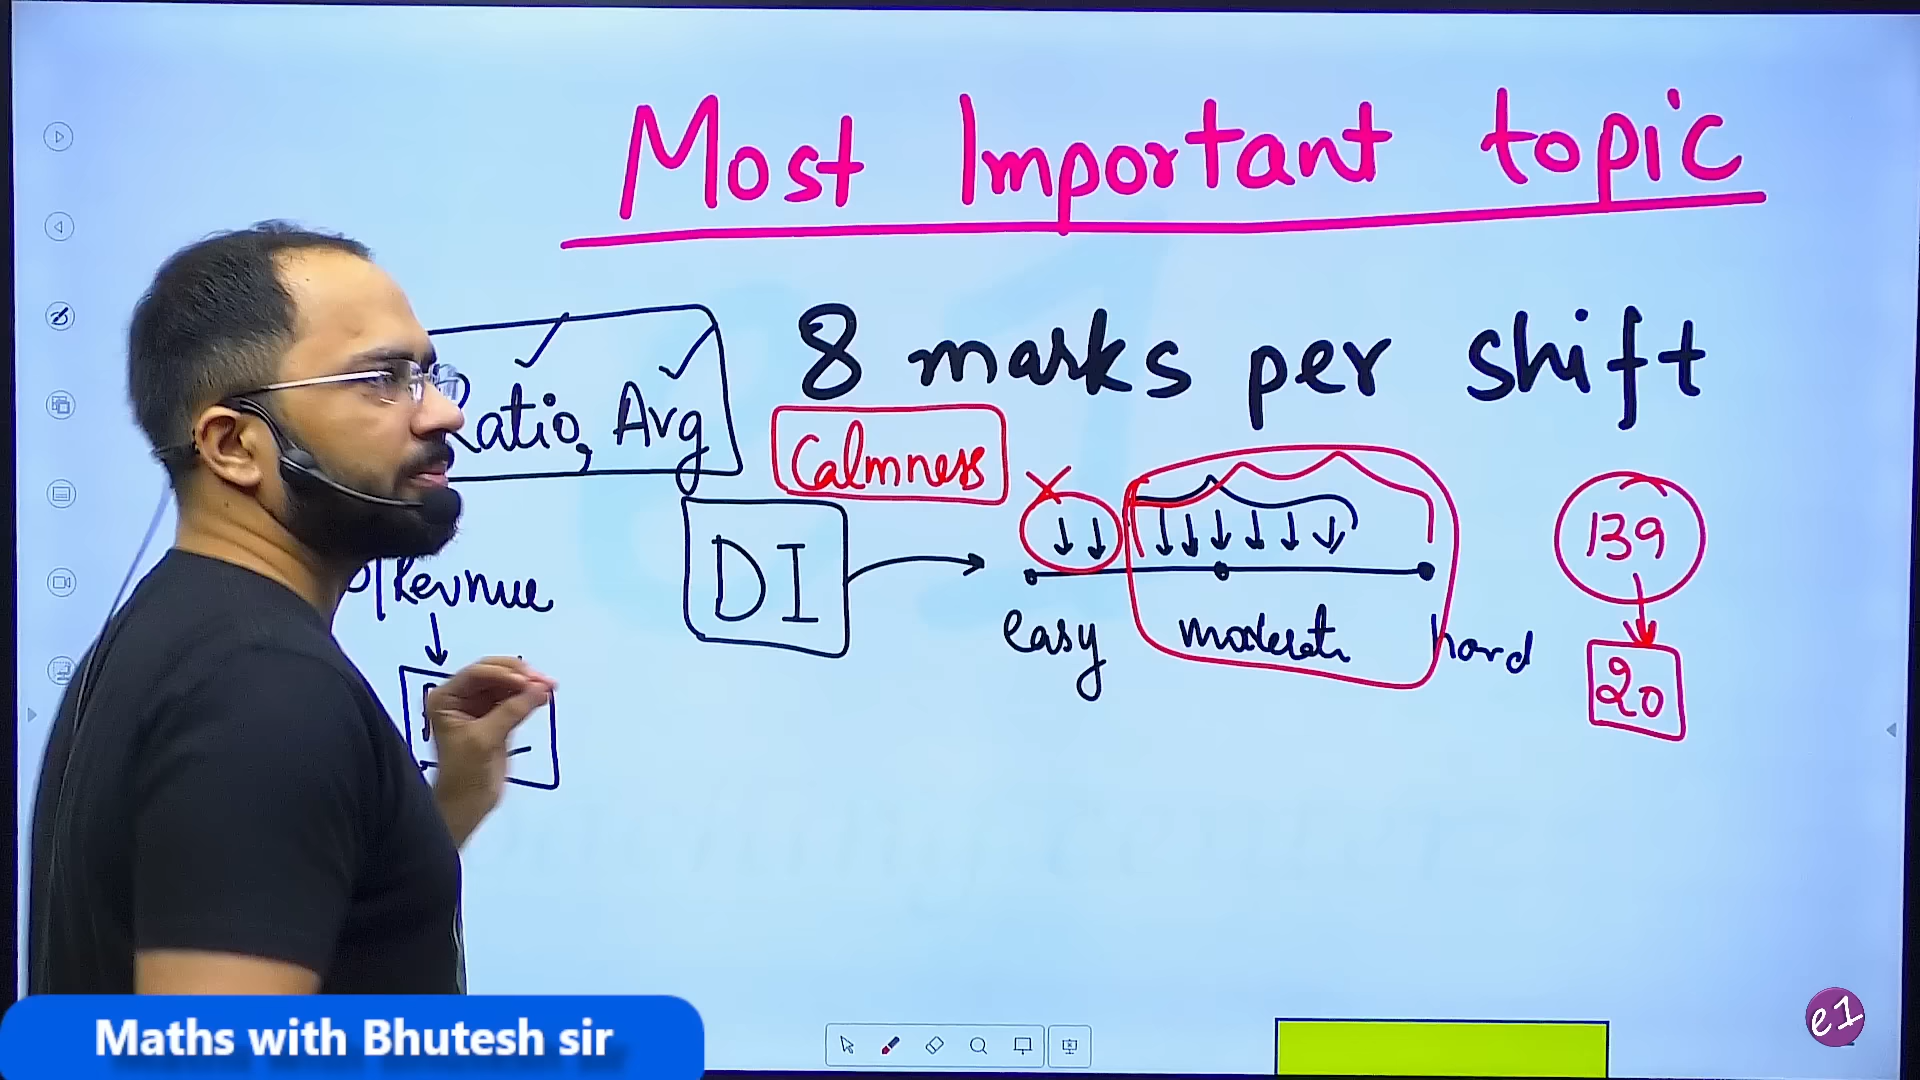 Most Important topic
8 marks per shift
Ratio, Avg
Calmness
139
DI
easy
moderate
hard
/Revnue
20
Maths with Bhutesh sir
e1